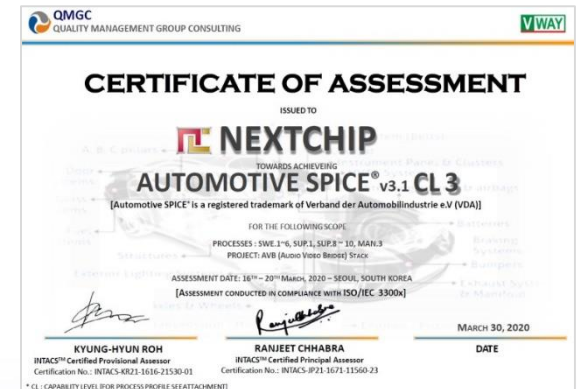 QMGC
QUALITY MANAGEMENT GROUP CONSULTING
VWAY
CERTIFICATE OF ASSESSMENT
ISSUED TO
NEXTCHIP
TOWARDS ACHIEVEING
AUTOMOTIVE SPICE® v3.1 CL 3
[Automotive SPICE® is a registered trademark of Verband der Automobilindustrie e.V (VDA)]
FOR THE FOLLOWING SCOPE
PROCESSES : SWE.1~6, SUP.1, SUP.8 ~ 10, MAN.3
PROJECT: AVB (AUDIO VIDEO BRIDGE) STACK
ASSESSMENT DATE: 16TH – 20TH MARCH, 2020 – SEOUL, SOUTH KOREA
[ASSESSMENT CONDUCTED IN COMPLIANCE WITH ISO/IEC 3300x]
MARCH 30, 2020
KYUNG-HYUN ROH
RANJEET CHHABRA
DATE
iNTACS™ Certified Provisional Assessor
iNTACS™ Certified Principal Assessor
Certification No.: INTACS-KR21-1616-21530-01
Certification No.: INTACS-JP21-1671-11560-23
* CL : CAPABILITY LEVEL [FOR PROCESS PROFILE SEE ATTACHMENT]